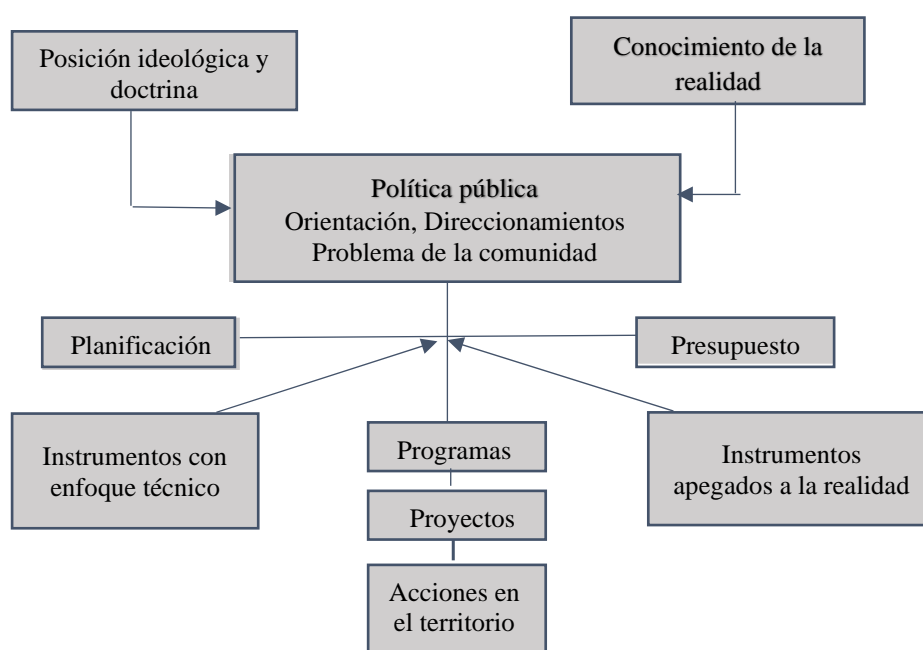 Posición ideológica y
doctrina
Conocimiento de la
realidad
Política pública
Orientación, Direccionamientos
Problema de la comunidad
Planificación
Presupuesto
Instrumentos con
enfoque técnico
Programas
Instrumentos
apegados a la realidad
Proyectos
Acciones en
el territorio